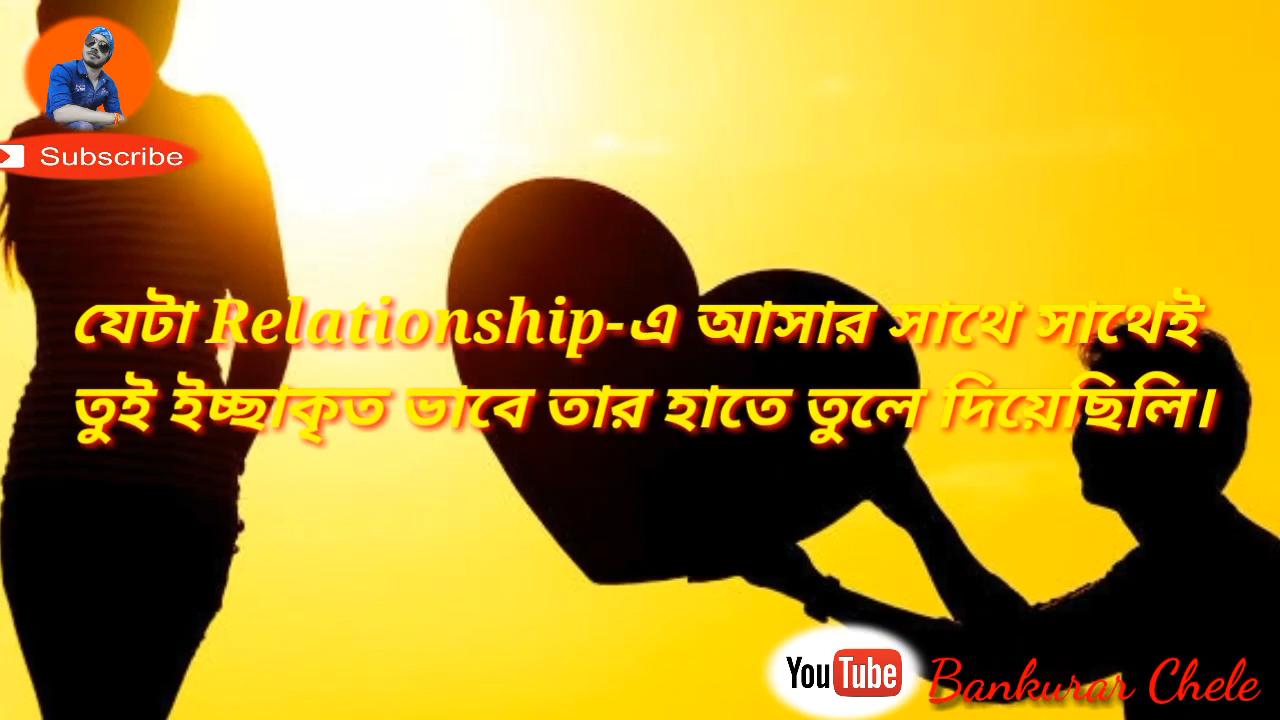 Subscribe
যেটা Relationship-এ আসার সাথে সাথেই
তুই ইচ্ছাকৃত ভাবে তার হাতে তুলে দিয়েছিলি।
YouTube
Bankurar Chele